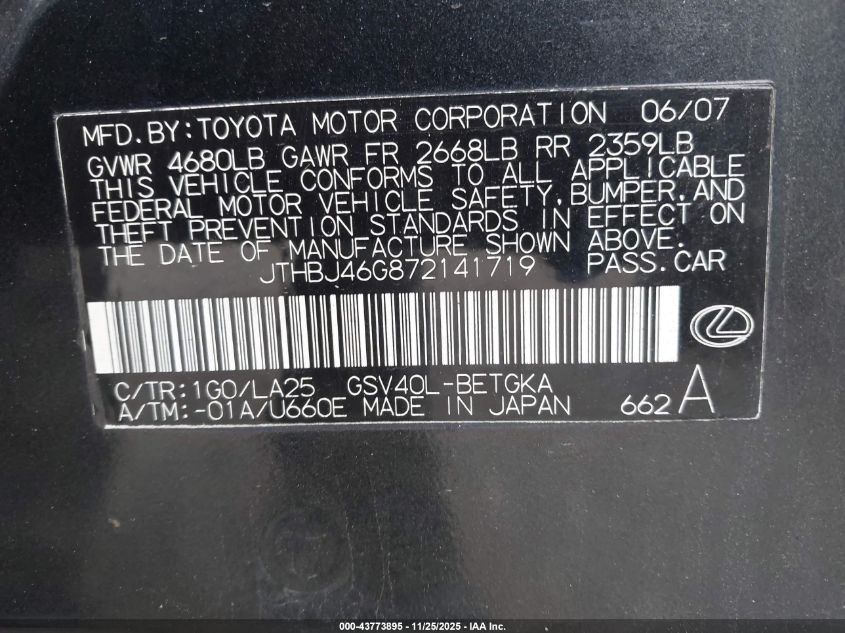 MFD.BY:TOYOTA MOTOR CORPORATION 06/07
GVWR 4680LB GAWR FR 2668LB RR 2359LB
THIS VEHICLE CONFORMS TO ALL APPLICABLE
FEDERAL MOTOR VEHICLE SAFETY,BUMPER,AND
THEFT PREVENTION STANDARDS IN EFFECT ON
THE DATE OF MANUFACTURE SHOWN ABOVE.
JTHBJ46G872141719 PASS.CAR
C/TR:1G0/LA25 GSV40L-BETGKA
A/TM:-01A/U660E MADE IN JAPAN 662A
000-43773895 - 11/25/2025 - IAA Inc.